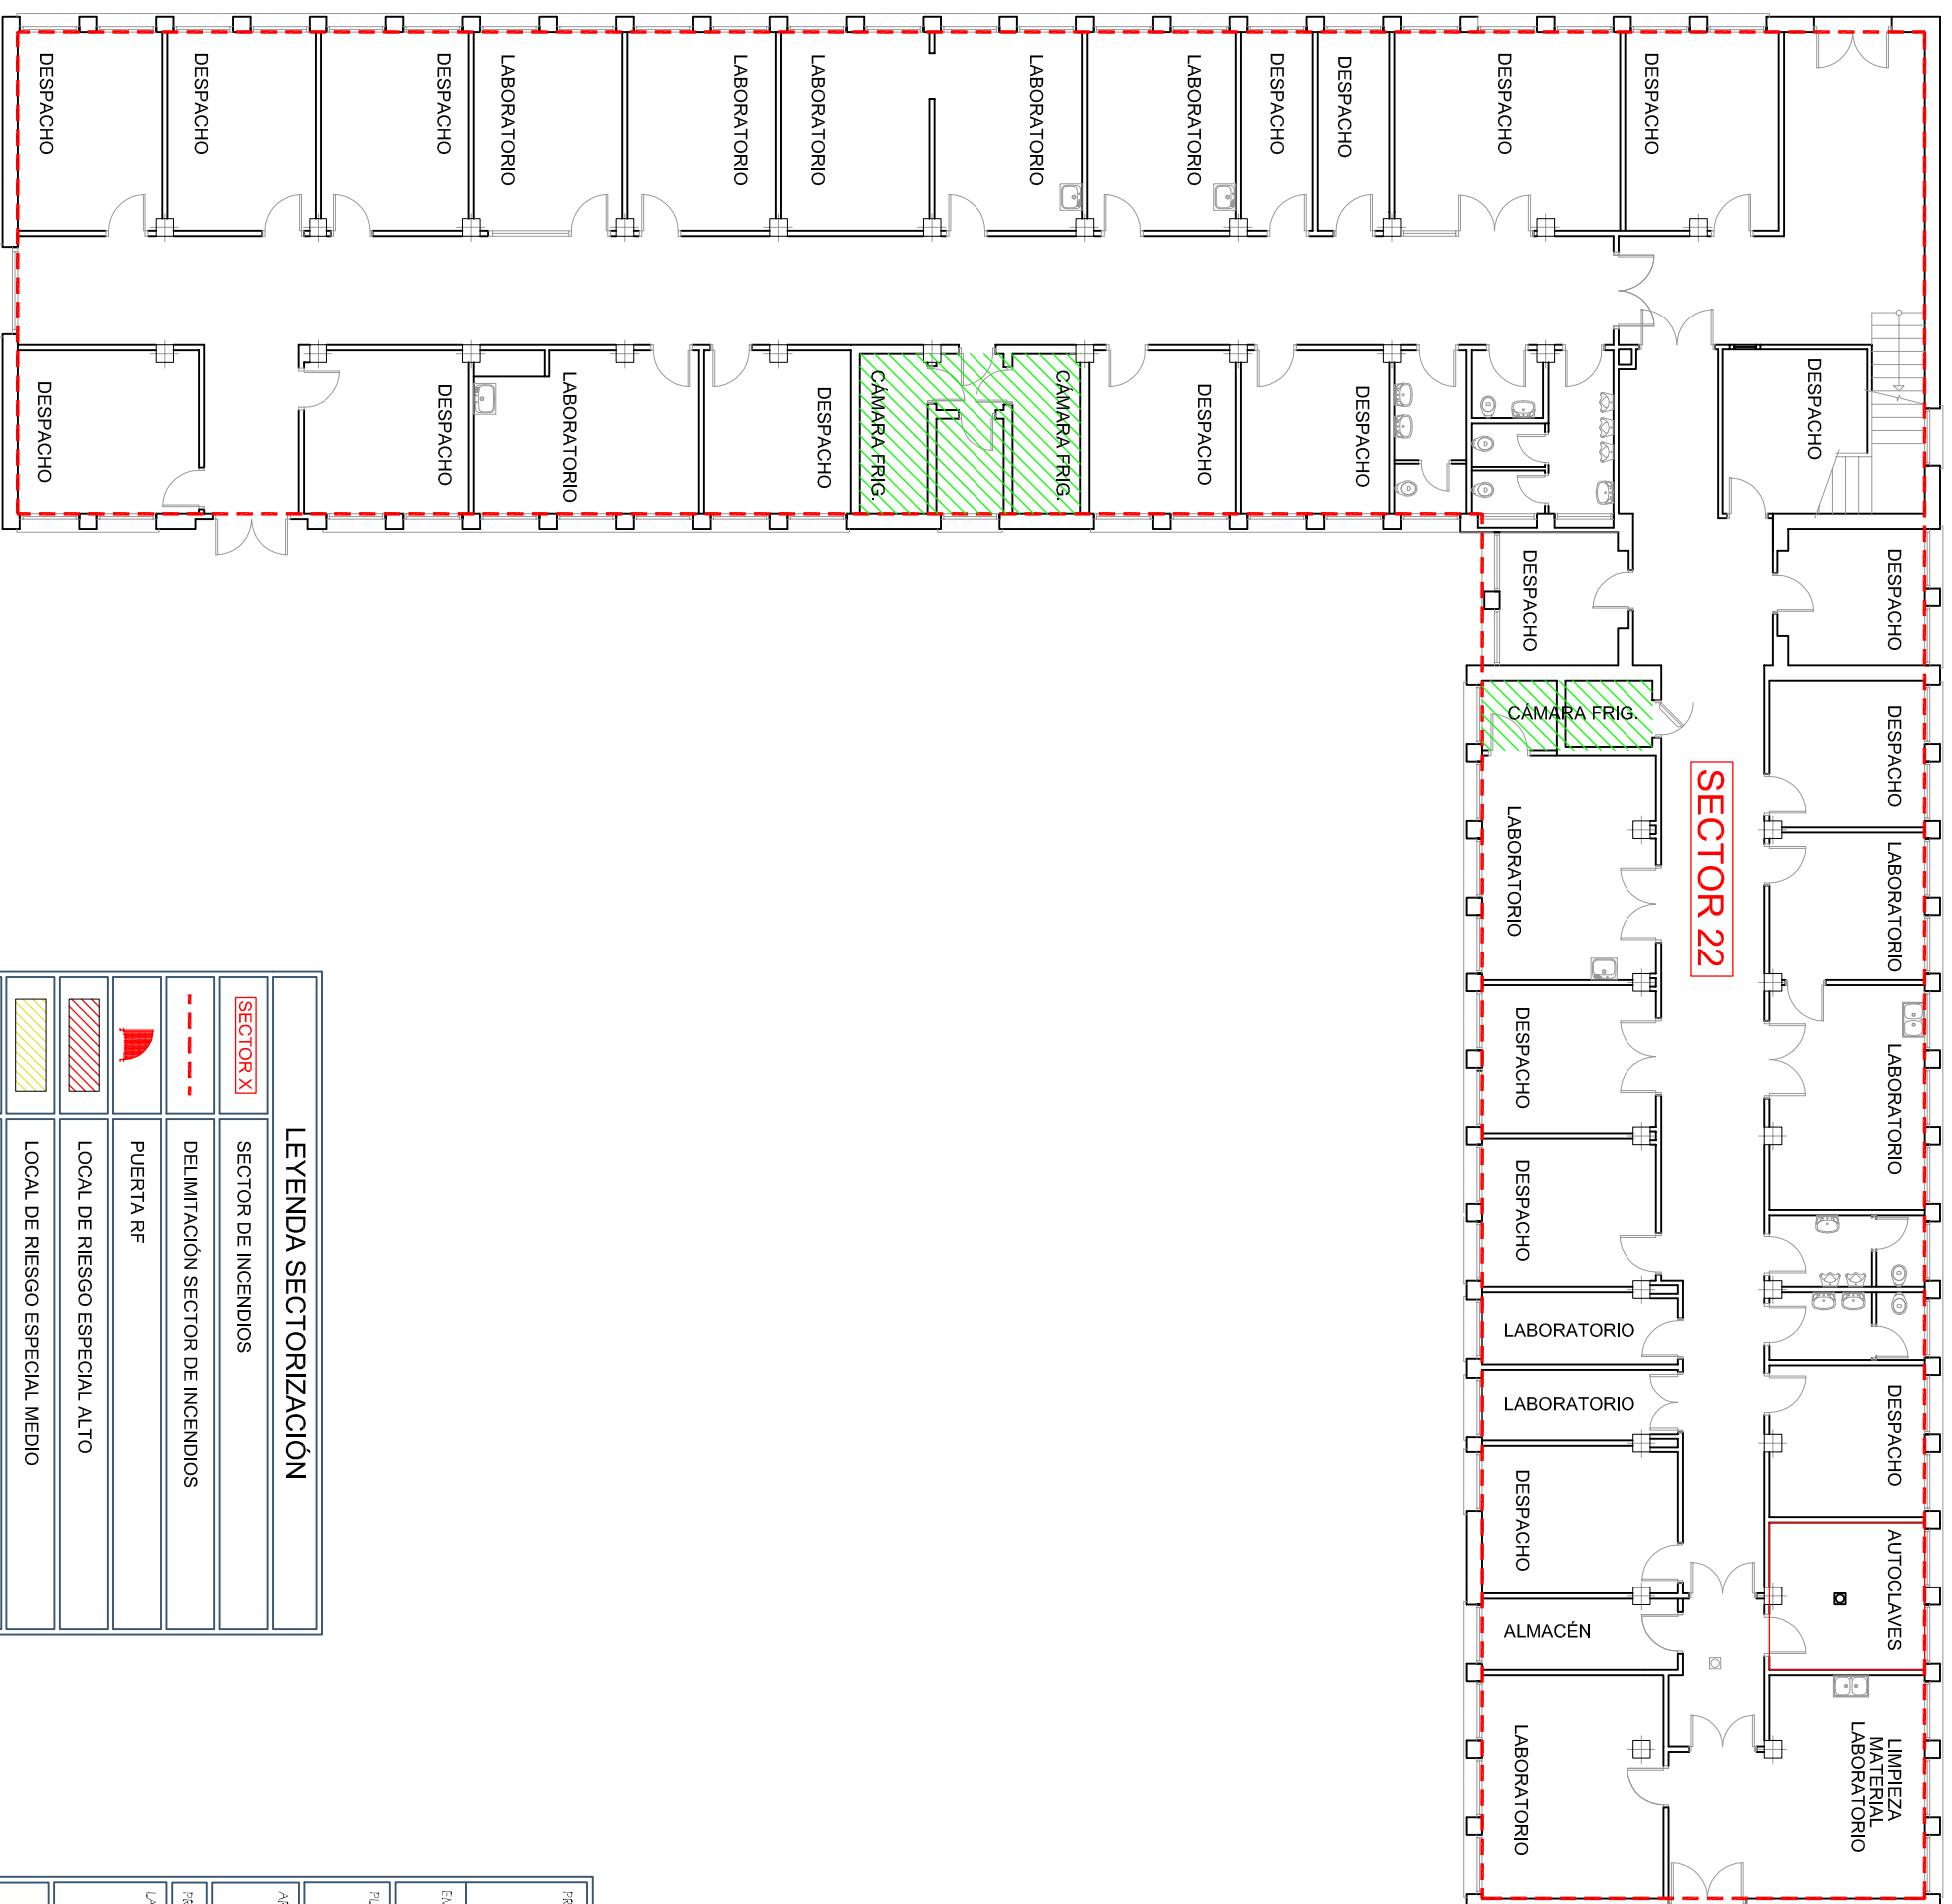 DESPACHO
DESPACHO
DESPACHO
LABORATORIO
LABORATORIO
LABORATORIO
LABORATORIO
LABORATORIO
DESPACHO
DESPACHO
DESPACHO
DESPACHO
DESPACHO
DESPACHO
LABORATORIO
DESPACHO
CÁMARA FRIG.
CÁMARA FRIG.
DESPACHO
DESPACHO
DESPACHO
DESPACHO
DESPACHO
CÁMARA FRIG.
DESPACHO
SECTOR 22
LABORATORIO
LABORATORIO
DESPACHO
LABORATORIO
DESPACHO
LABORATORIO
LABORATORIO
DESPACHO
DESPACHO
AUTOCLAVES
ALMACÉN
LABORATORIO
LIMPIEZA
MATERIAL
LABORATORIO
LEYENDA SECTORIZACIÓN
SECTOR X
SECTOR DE INCENDIOS
DELIMITACIÓN SECTOR DE INCENDIOS
PUERTA RF
LOCAL DE RIESGO ESPECIAL ALTO
LOCAL DE RIESGO ESPECIAL MEDIO